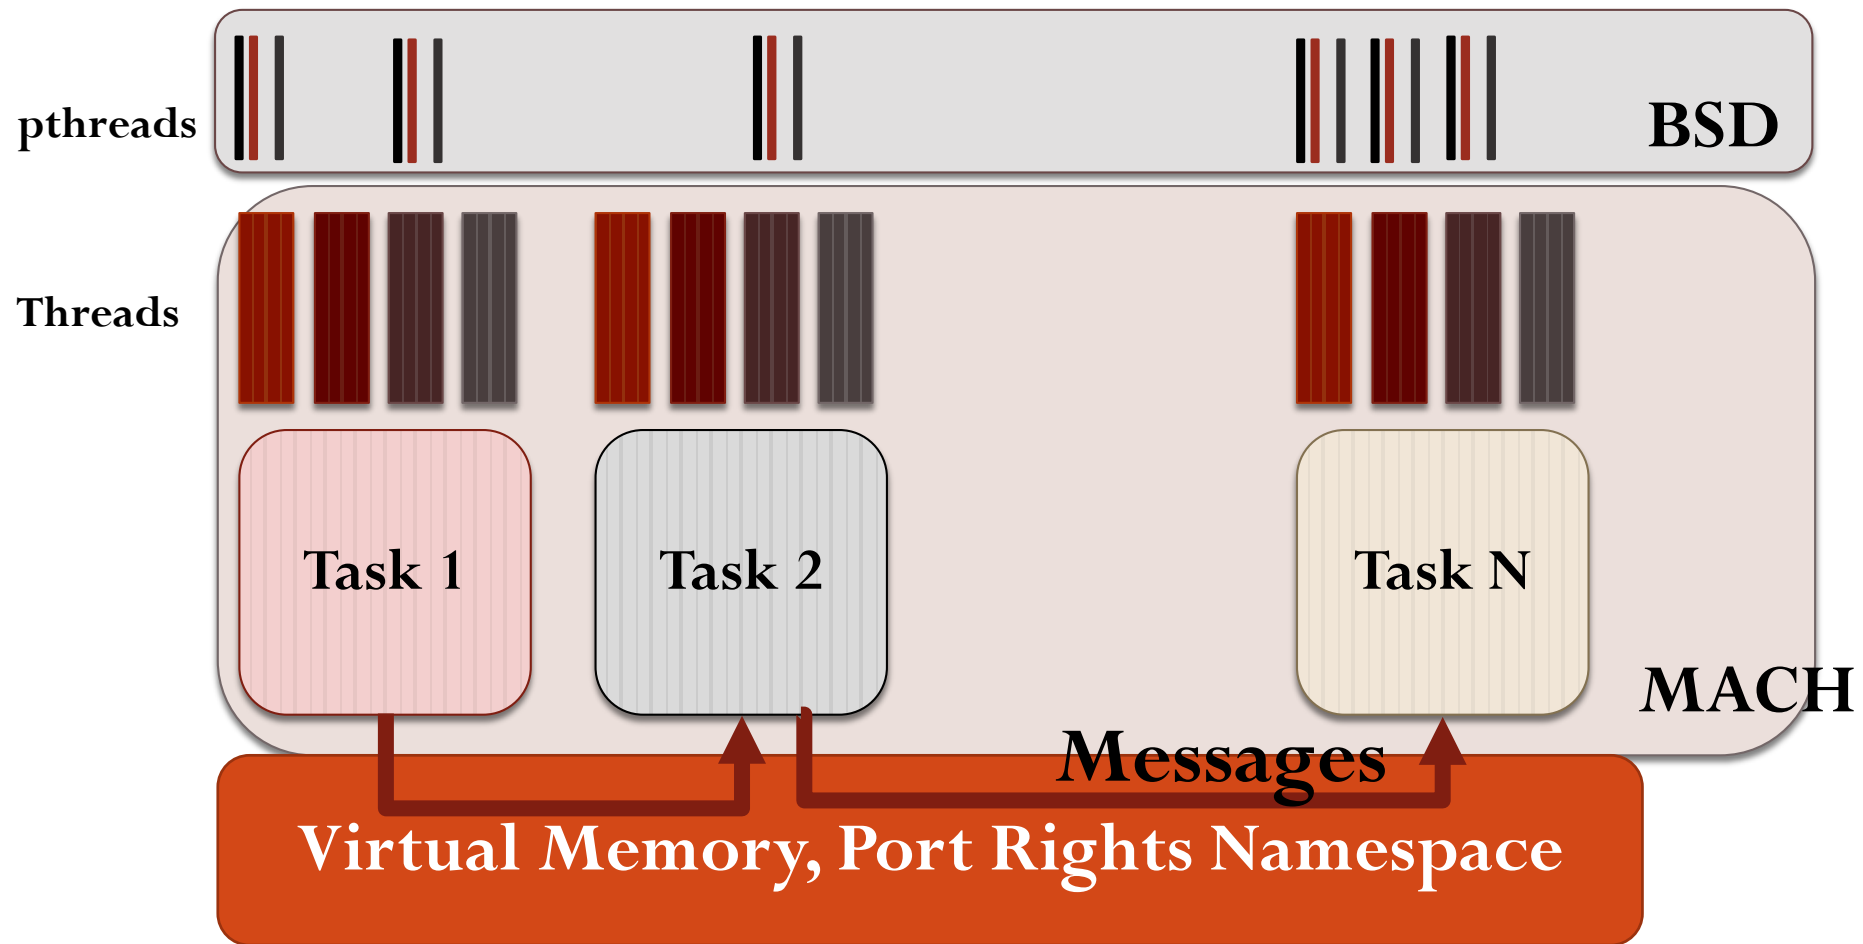 pthreads
BSD
Threads
Task 1
Task 2
Task N
MACH
Messages
Virtual Memory, Port Rights Namespace